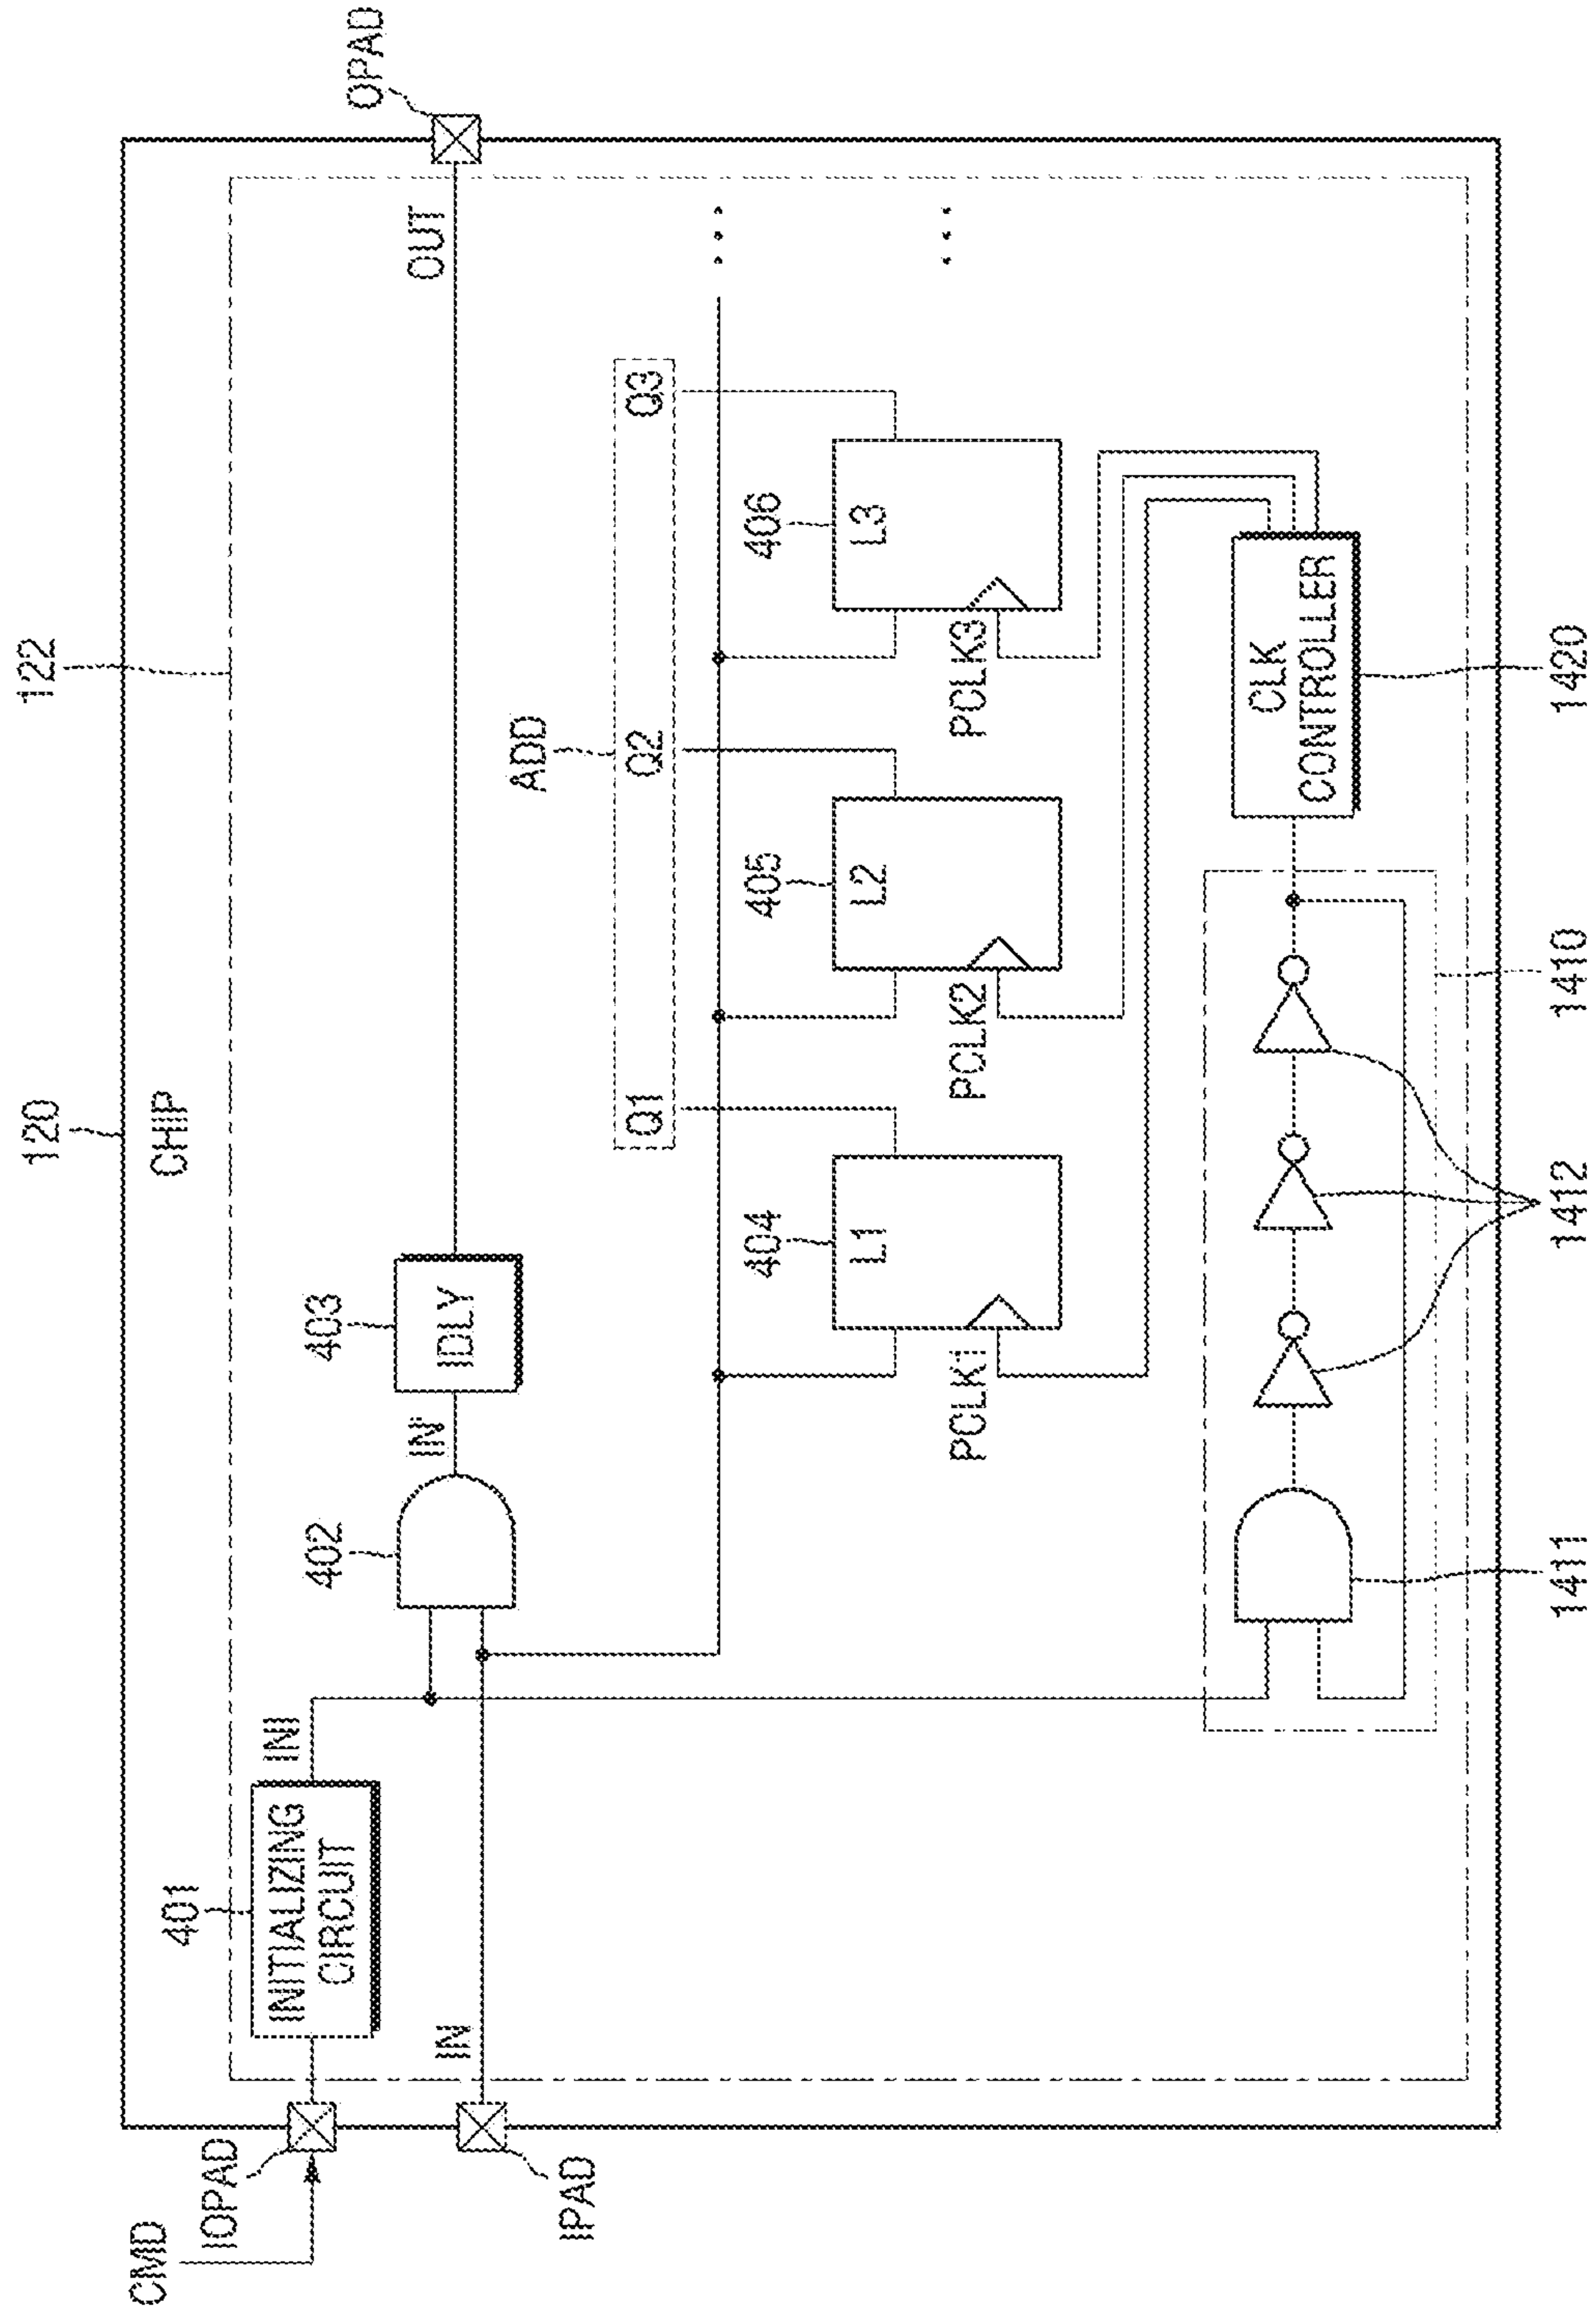 120
122
CHIP
CMD
IOPAD
401
INITIALIZING
CIRCUIT
INI
402
403
IN'
IDLY
OUT
OPAD
IN
IPAD
ADD
Q1
Q2
Q3
404
L1
405
L2
406
L3
PCLK1
PCLK2
PCLK3
CLK
CONTROLLER
1411
1412
1410
1420